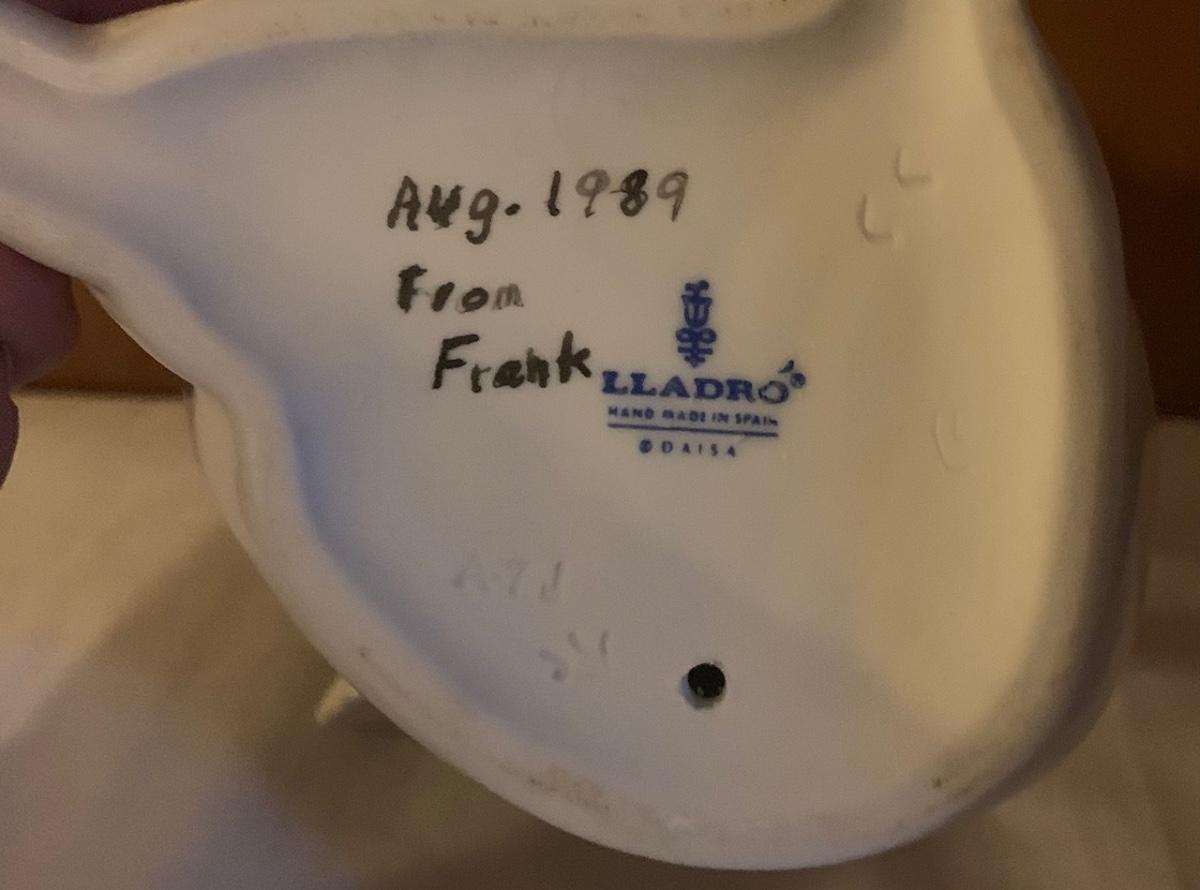 Aug. 1989
From
Frank
LLADRÓ®
HAND MADE IN SPAIN
© DAISA